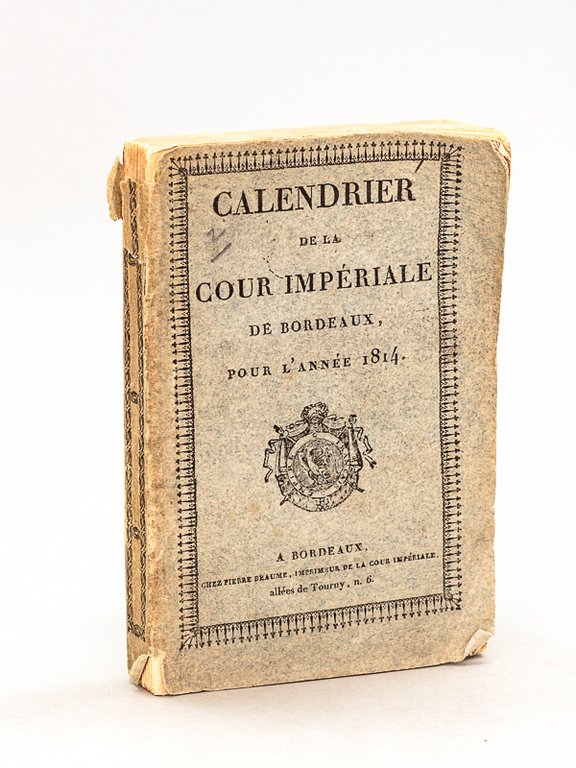 CALENDRIER
DE LA
COUR IMPÉRIALE
DE BORDEAUX,
POUR L'ANNÉE 1814.
A BORDEAUX,
CHEZ PIERRE BEAUME, IMPRIMEUR DE LA COUR IMPÉRIALE,
allées de Tourny, n. 6.